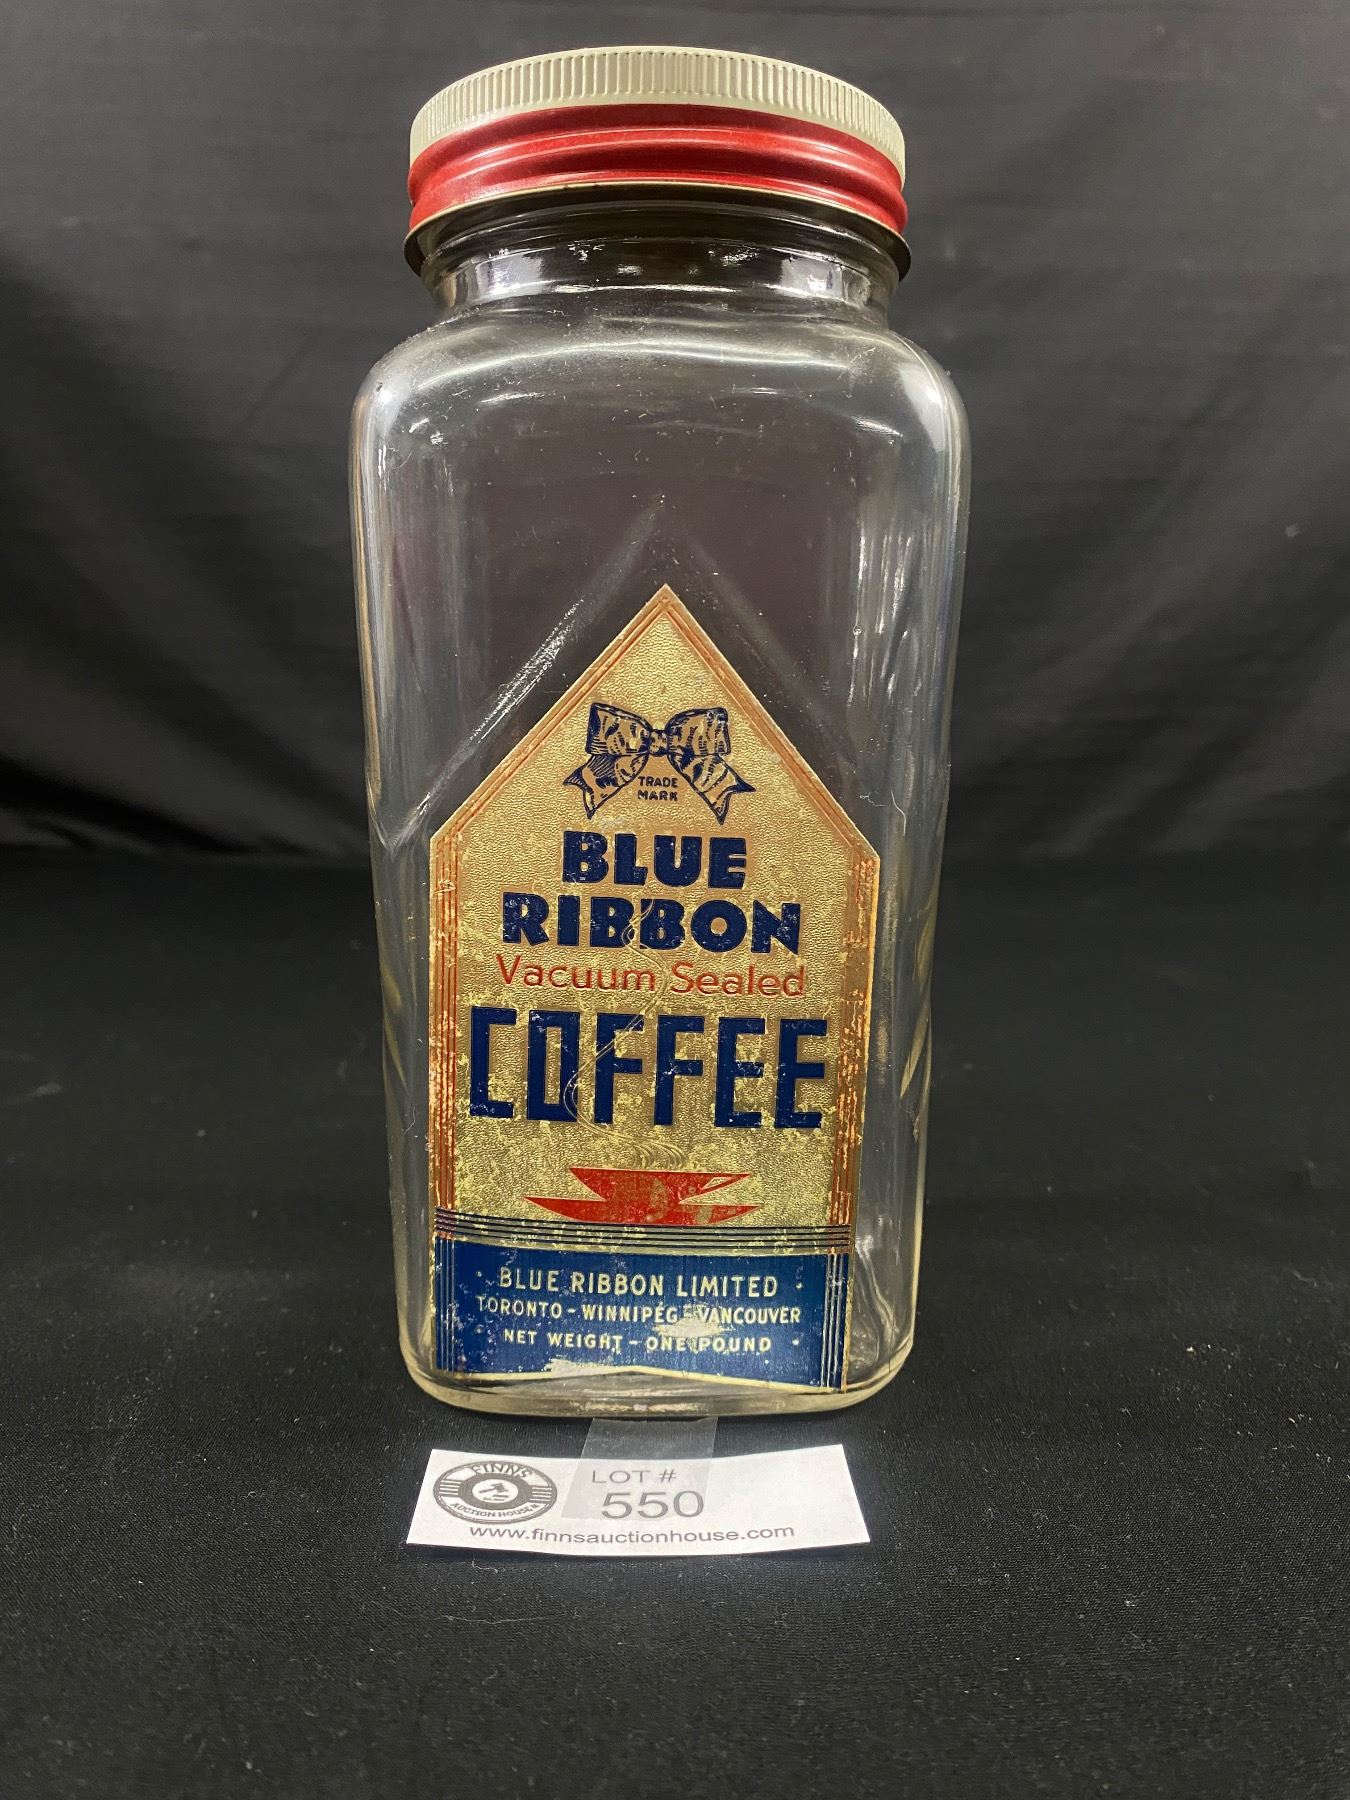 TRADE
MARK
BLUE
RIBBON
Vacuum Sealed
COFFEE
· BLUE RIBBON LIMITED ·
TORONTO - WINNIPEG - VANCOUVER
· NET WEIGHT - ONE POUND ·
FINNS
AUCTION HOUSE
LOT #
550
www.finnsauctionhouse.com